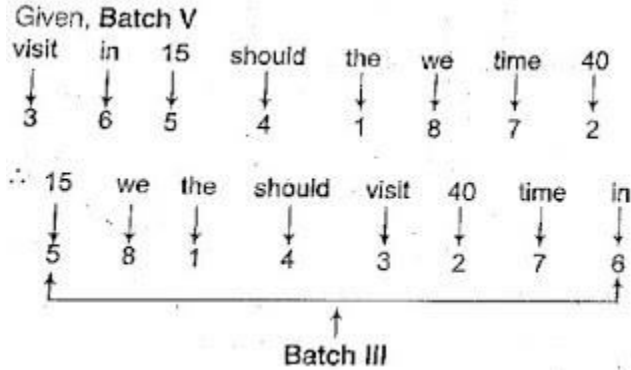 Given, Batch V
visit in 15 should the we time 40
3 6 5 4 1 8 7 2
∴ 15 we the should visit 40 time in
5 8 1 4 3 2 7 6
Batch III